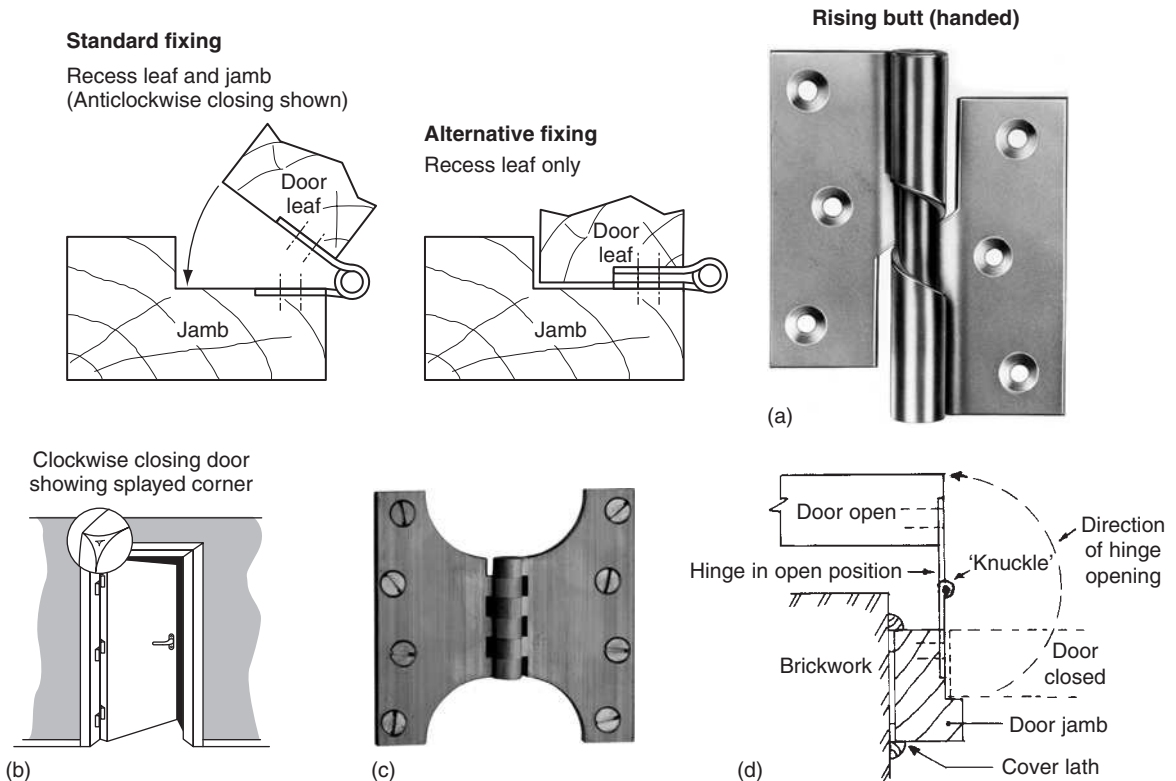 Rising butt (handed)
Standard fixing
Recess leaf and jamb
(Anticlockwise closing shown)
Alternative fixing
Recess leaf only
Door
leaf
Jamb
Door
leaf
Jamb
(a)
Clockwise closing door
showing splayed corner
(b)
(c)
Door open
Hinge in open position
'Knuckle'
Direction
of hinge
opening
Brickwork
Door
closed
Door jamb
Cover lath
(d)